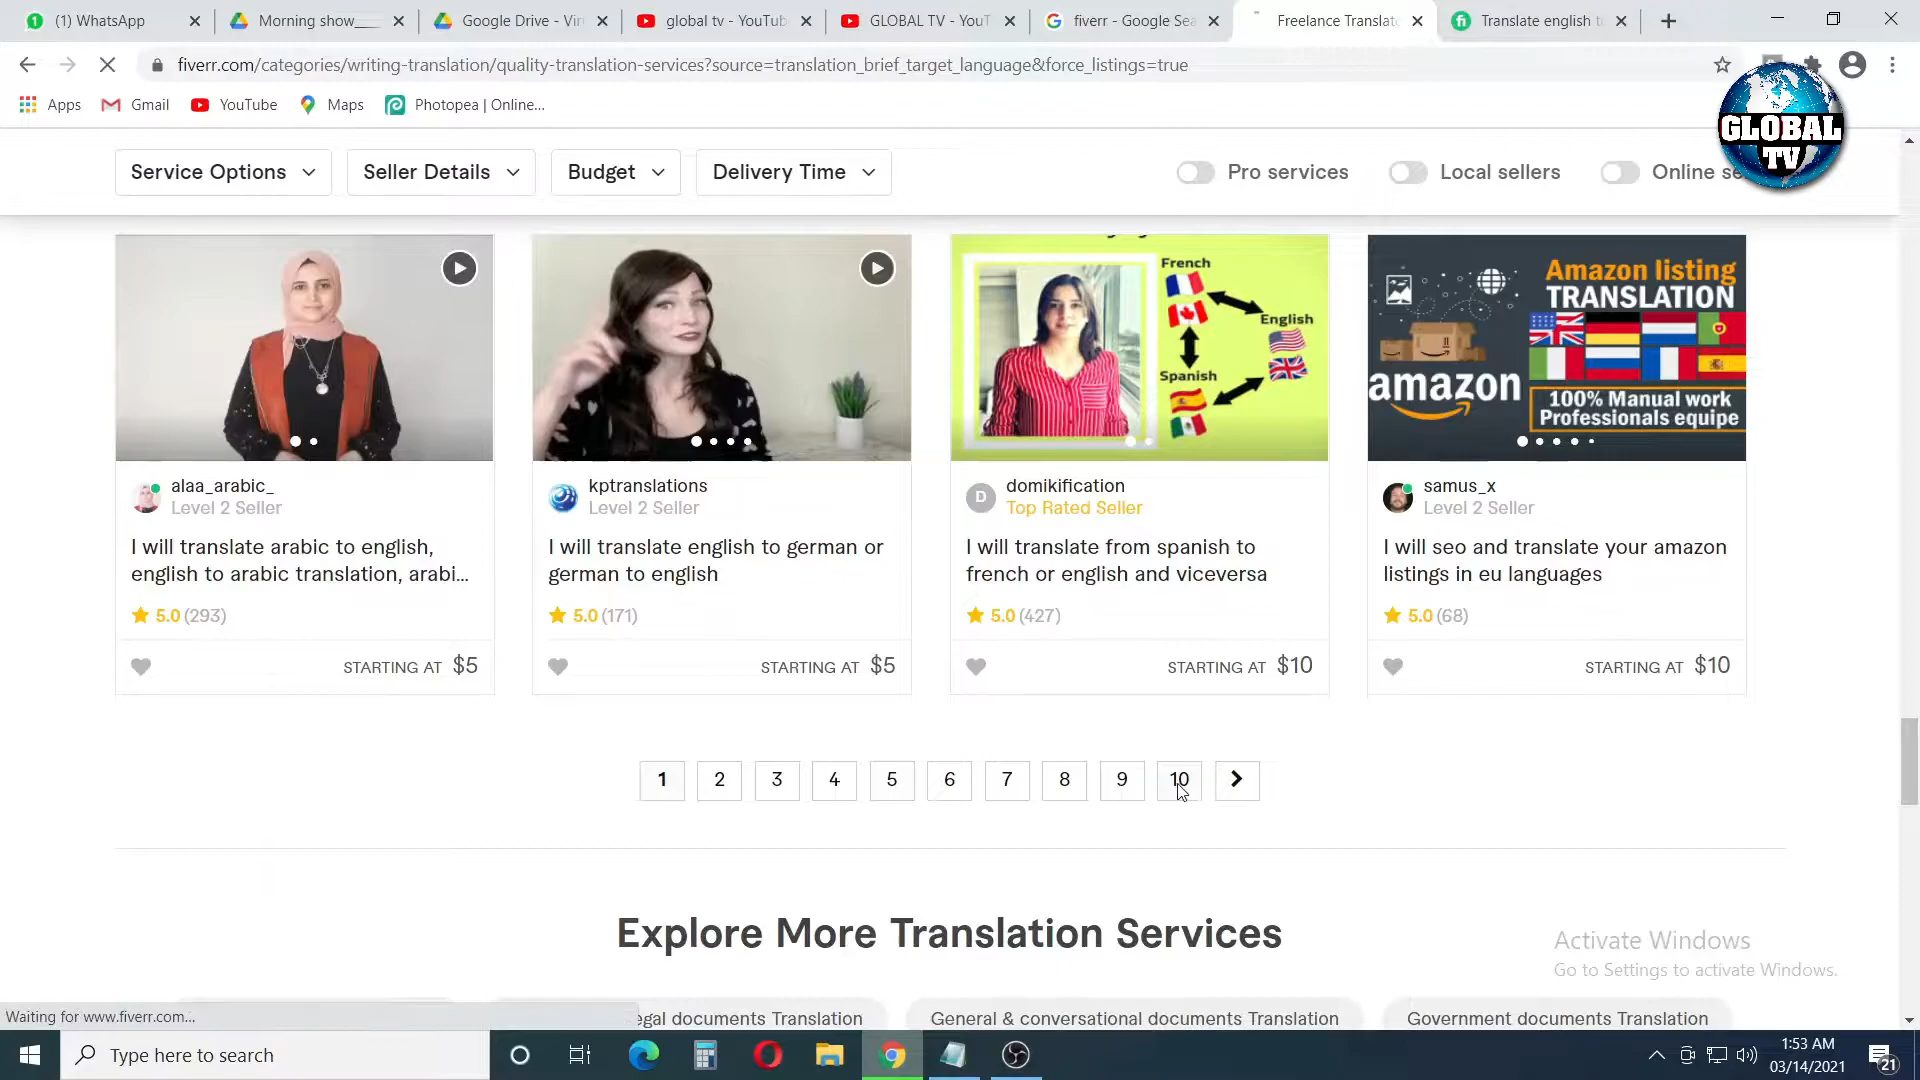 (1) WhatsApp
Morning show____
Google Drive - Vir
global tv - YouTub
GLOBAL TV - YouT
fiverr - Google Sea
Freelance Translat
Translate english t
fiverr.com/categories/writing-translation/quality-translation-services?source=translation_brief_target_language&force_listings=true
Apps
Gmail
YouTube
Maps
Photopea | Online...
GLOBAL
TV
Service Options
Seller Details
Budget
Delivery Time
Pro services
Local sellers
Online se
French
English
Spanish
Amazon listing
TRANSLATION
amazon
100% Manual work
Professionals equipe
alaa_arabic_
Level 2 Seller
I will translate arabic to english,
english to arabic translation, arabi...
5.0 (293)
STARTING AT $5
kptranslations
Level 2 Seller
I will translate english to german or
german to english
5.0 (171)
STARTING AT $5
D
domikification
Top Rated Seller
I will translate from spanish to
french or english and viceversa
5.0 (427)
STARTING AT $10
samus_x
Level 2 Seller
I will seo and translate your amazon
listings in eu languages
5.0 (68)
STARTING AT $10
1 2 3 4 5 6 7 8 9 10
Explore More Translation Services
Activate Windows
Go to Settings to activate Windows.
Waiting for www.fiverr.com...
egal documents Translation
General & conversational documents Translation
Government documents Translation
Type here to search
1:53 AM
03/14/2021
21